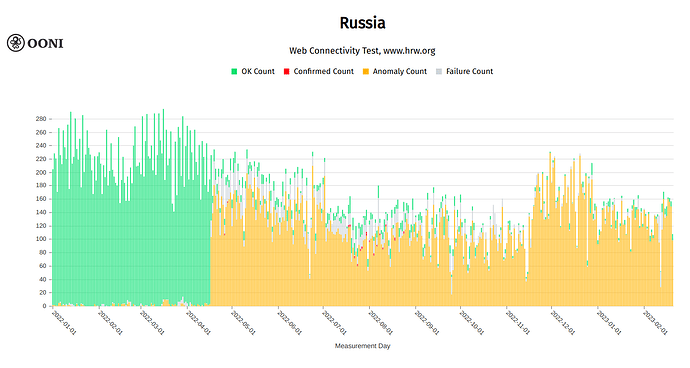 Russia
OONI
Web Connectivity Test, www.hrw.org
OK Count Confirmed Count Anomaly Count Failure Count
280
260
240
220
200
180
160
140
120
100
80
60
40
20
0
2022-01-01 2022-02-01 2022-03-01 2022-04-01 2022-05-01 2022-06-01 2022-07-01 2022-08-01 2022-09-01 2022-10-01 2022-11-01 2022-12-01 2023-01-01 2023-02-01
Measurement Day